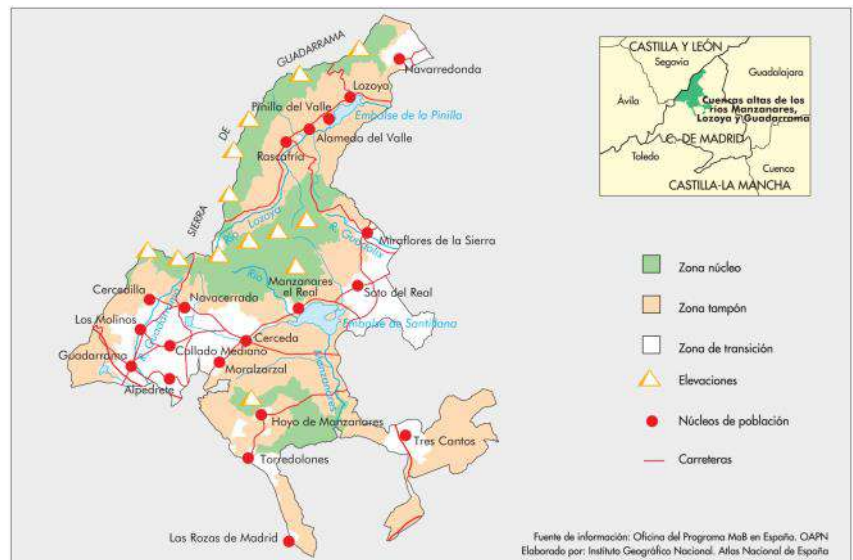 SIERRA DE GUADARRAMA
Navarredonda
Lozoya
Pinilla del Valle
Embalse de la Pinilla
Alameda del Valle
Rascafría
Río Lozoya
R. Guadalix
Miraflores de la Sierra
Río
Manzanares
el Real
Soto del Real
Cercedilla
Navacerrada
Los Molinos
R. Guadarrama
Embalse de Santillana
Cerceda
Guadarrama
Collado Mediano
Moralzarzal
Manzanares
Alpedrete
Hoyo de Manzanares
Tres Cantos
Torredolones
Las Rozas de Madrid
CASTILLA Y LEÓN
Segovia
Guadalajara
Ávila
Cuencas altas de los
ríos Manzanares,
Lozoya y Guadarrama
C. DE MADRID
Toledo
Cuenca
CASTILLA-LA MANCHA
Zona núcleo
Zona tampón
Zona de transición
Elevaciones
Núcleos de población
Carreteras
Fuente de información: Oficina del Programa MaB en España. OAPN
Elaborado por: Instituto Geográfico Nacional. Atlas Nacional de España